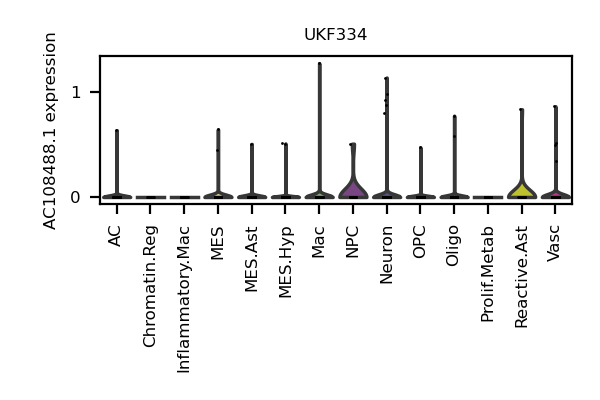 UKF334
AC108488.1 expression
1
0
AC
Chromatin.Reg
Inflammatory.Mac
MES
MES.Ast
MES.Hyp
Mac
NPC
Neuron
OPC
Oligo
Prolif.Metab
Reactive.Ast
Vasc